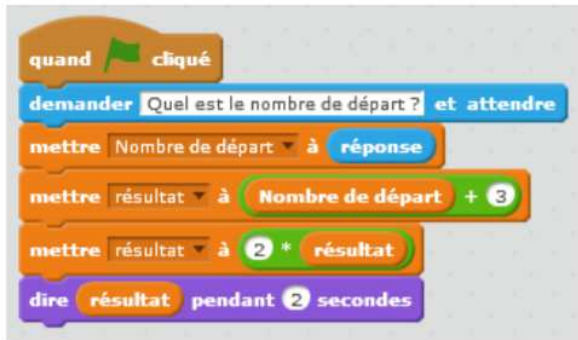 quand cliqué
demander Quel est le nombre de départ ? et attendre
mettre Nombre de départ à réponse
mettre résultat à Nombre de départ + 3
mettre résultat à 2 * résultat
dire résultat pendant 2 secondes